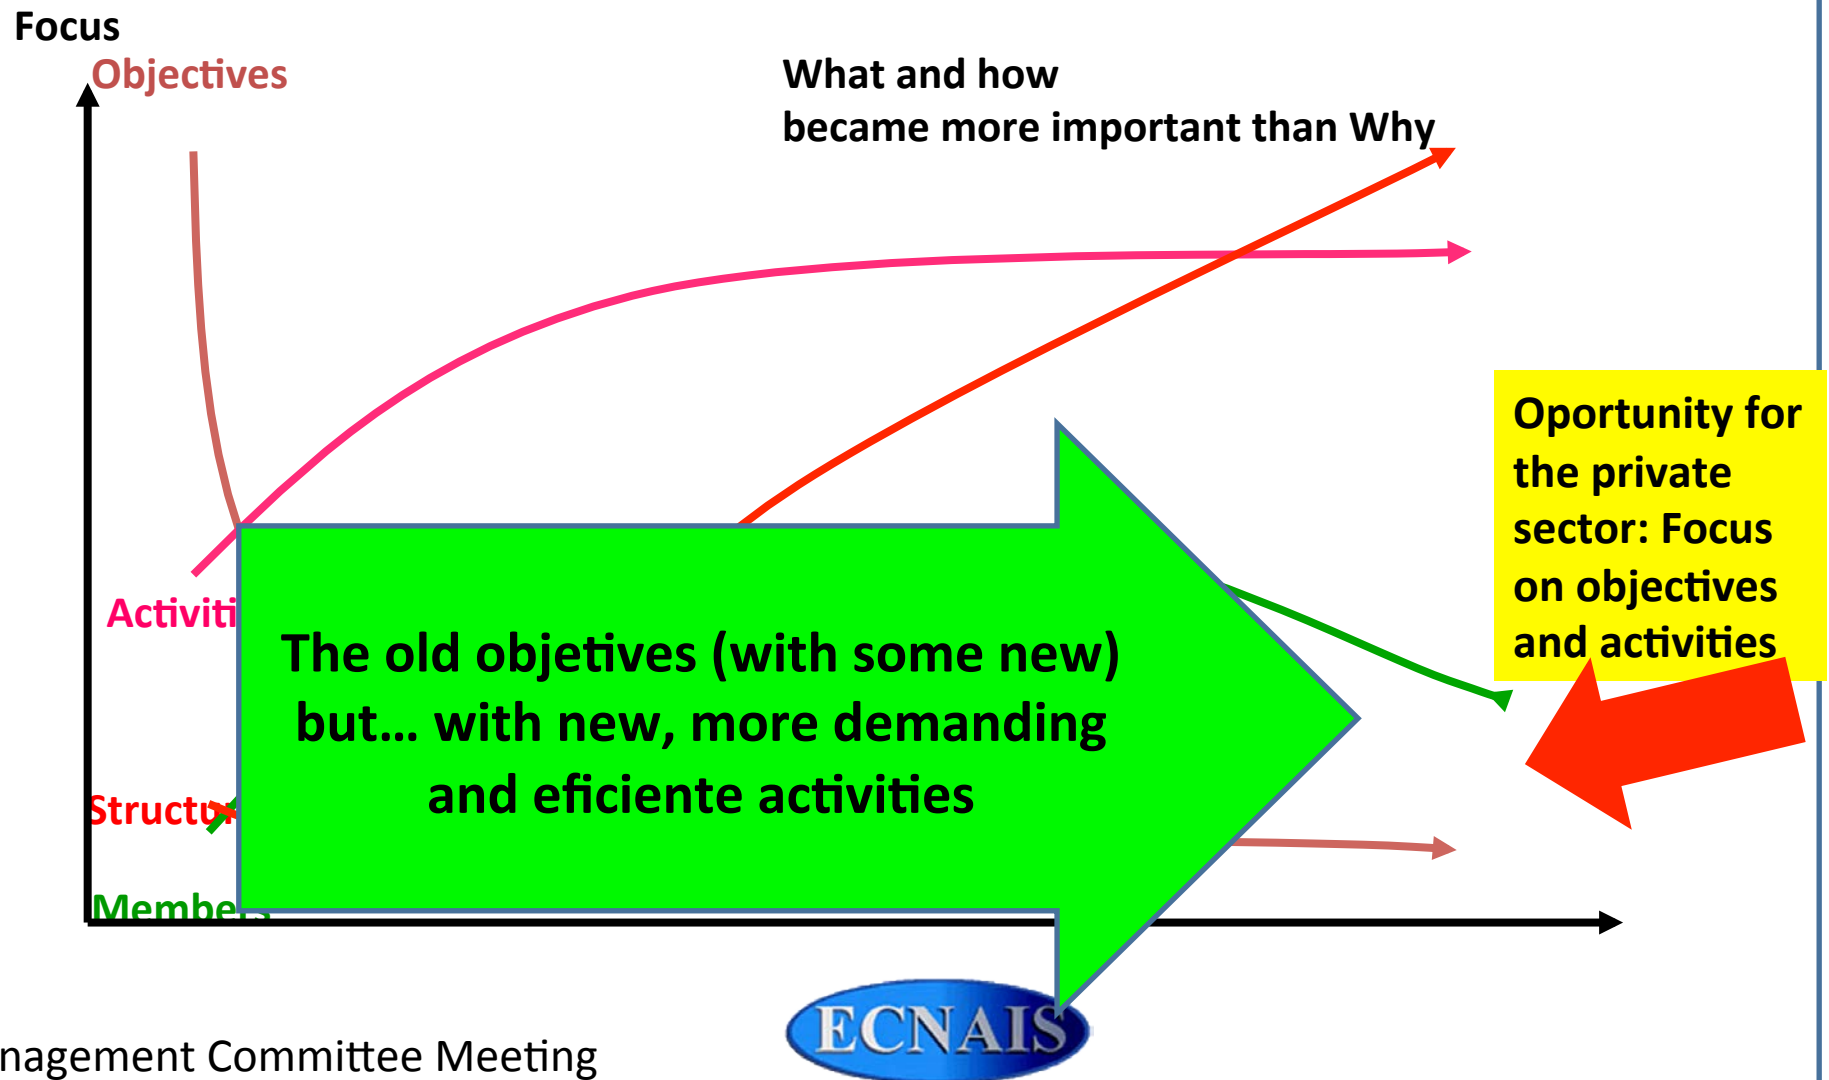 Focus
Objectives
What and how
became more important than Why
Oportunity for
the private
sector: Focus
on objectives
and activities
Activiti
The old objetives (with some new)
but... with new, more demanding
and eficiente activities
Structur
Members
ECNAIS
nagement Committee Meeting